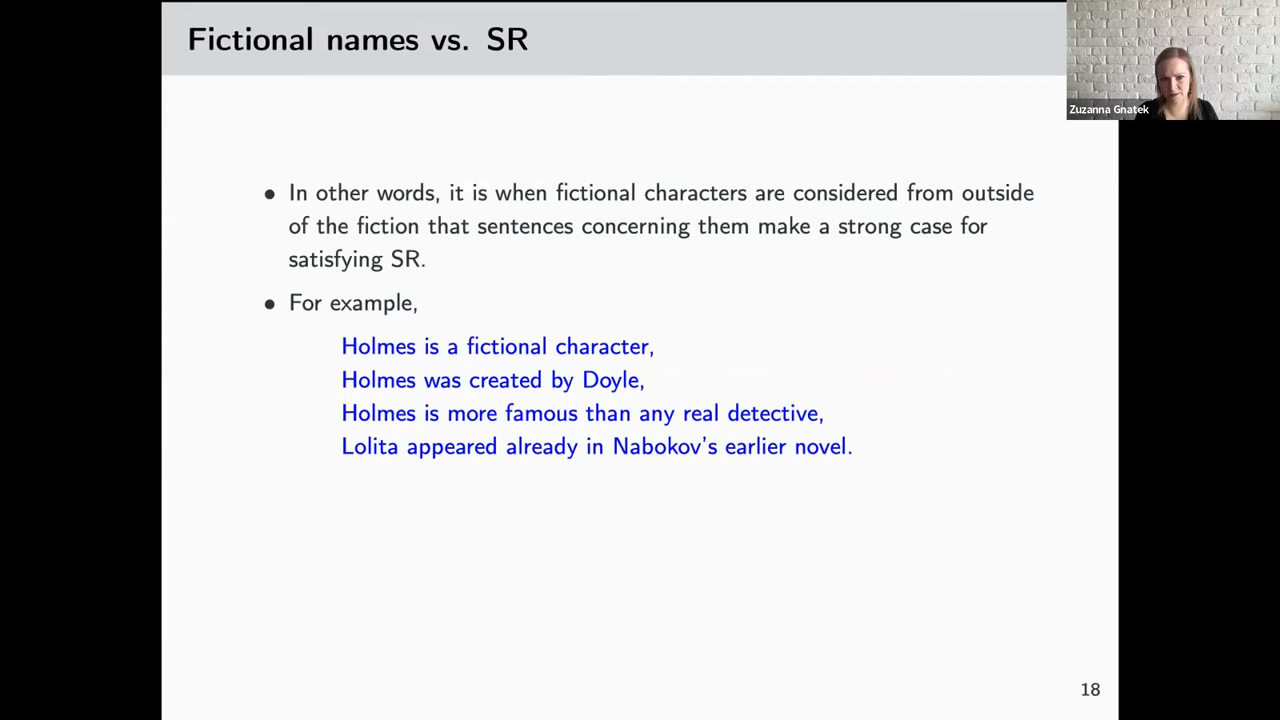 Fictional names vs. SR
Zuzanna Gnatek
• In other words, it is when fictional characters are considered from outside
of the fiction that sentences concerning them make a strong case for
satisfying SR.
• For example,
Holmes is a fictional character,
Holmes was created by Doyle,
Holmes is more famous than any real detective,
Lolita appeared already in Nabokov's earlier novel.
18